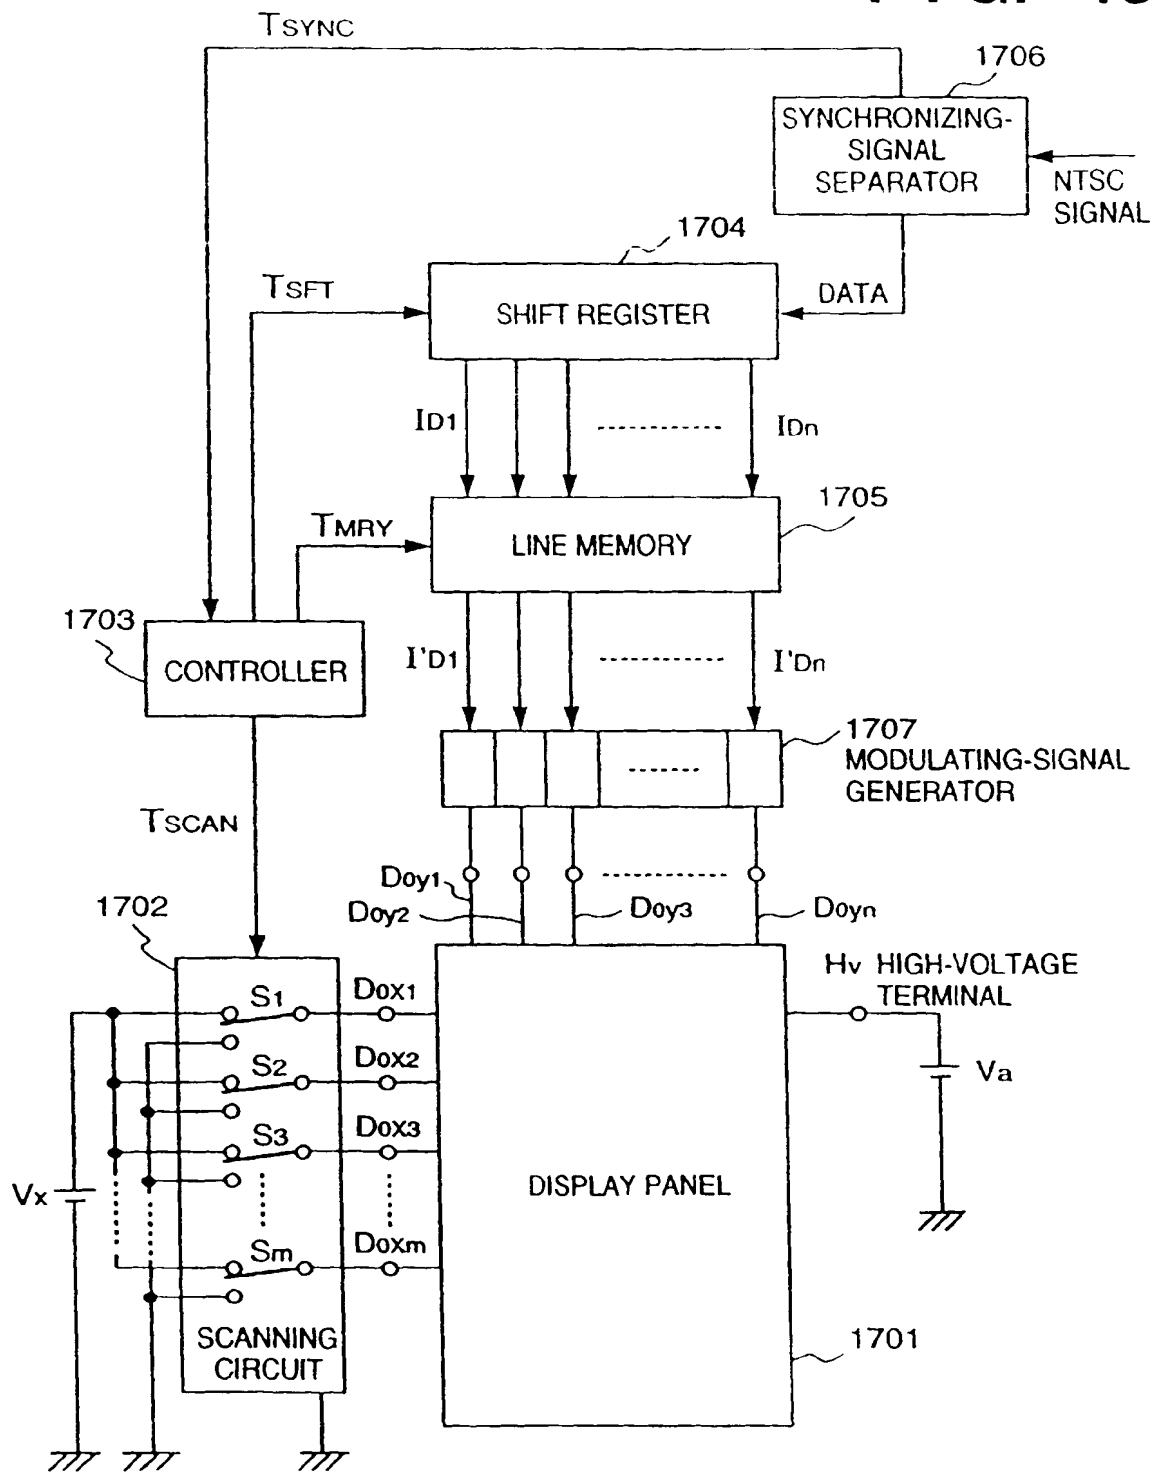 TSYNC
1706
SYNCHRONIZING-
SIGNAL
SEPARATOR
NTSC
SIGNAL
1704
TSFT
SHIFT REGISTER
DATA
ID1
IDn
1705
TMRY
LINE MEMORY
1703
CONTROLLER
I'D1
I'Dn
1707
MODULATING-SIGNAL
GENERATOR
TSCAN
Doy1
Doy2
Doy3
Doyn
1702
Hv HIGH-VOLTAGE
TERMINAL
S1
Dox1
S2
Dox2
Va
S3
Dox3
Vx
DISPLAY PANEL
Sm
Doxm
SCANNING
CIRCUIT
1701